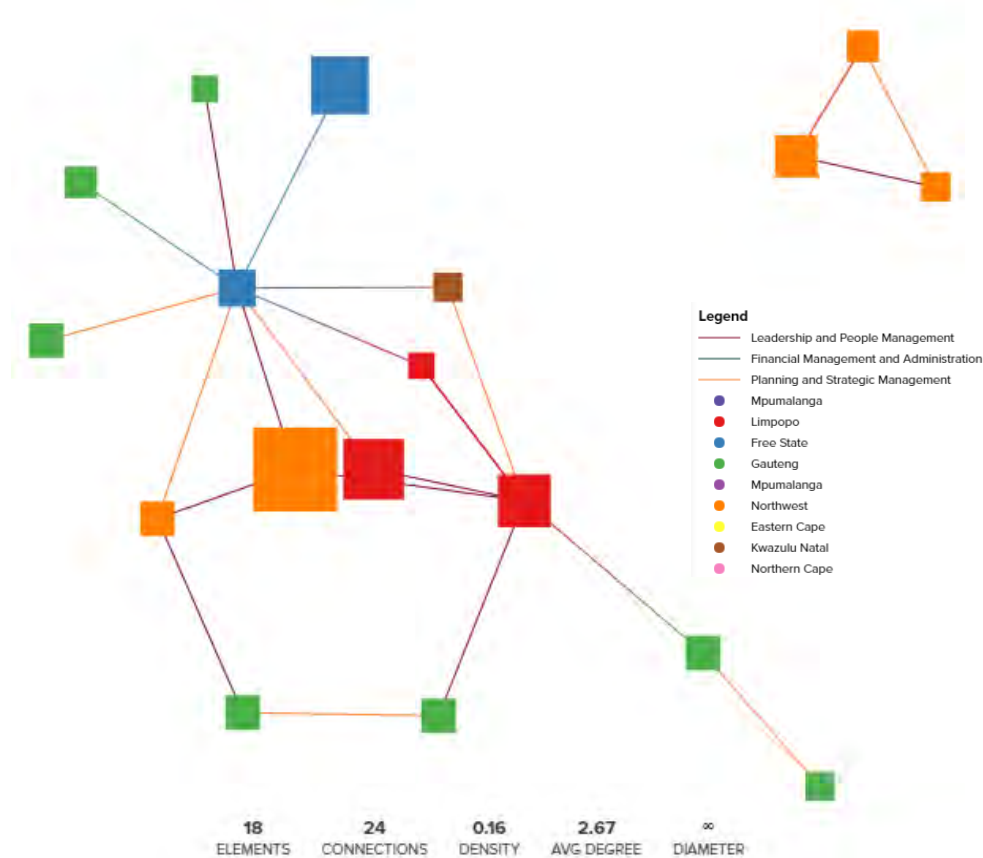 Legend
Leadership and People Management
Financial Management and Administration
Planning and Strategic Management
Mpumalanga
Limpopo
Free State
Gauteng
Mpumalanga
Northwest
Eastern Cape
Kwazulu Natal
Northern Cape
18 24 0.16 2.67 ∞
ELEMENTS CONNECTIONS DENSITY AVG DEGREE DIAMETER